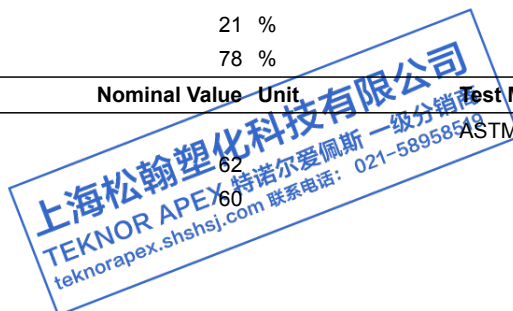 21 %
78 %
Nominal Value Unit Test M
ASTM
62
60
上海松翰塑化科技有限公司
TEKNOR APEX 特诺尔爱佩斯 一级分销商
teknorapex.shshsj.com 联系电话: 021-58958519